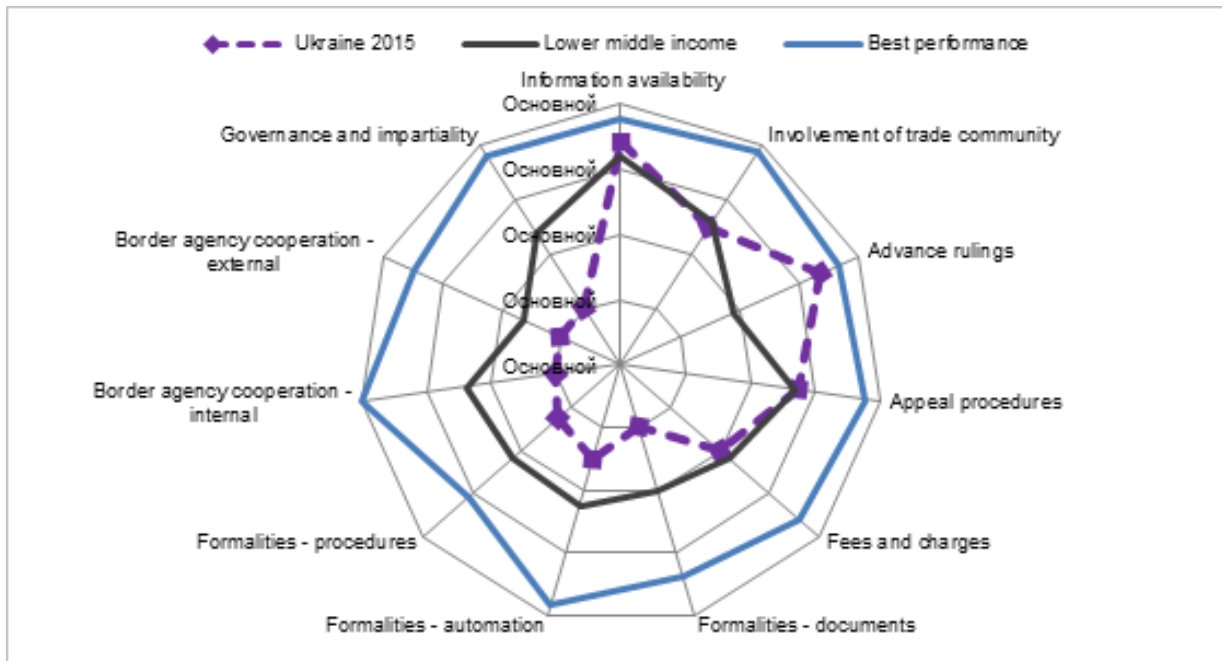 Ukraine 2015
Lower middle income
Best performance
Information availability
Основной
Governance and impartiality
Involvement of trade community
Основной
Border agency cooperation -
external
Основной
Advance rulings
Основной
Основной
Border agency cooperation -
internal
Appeal procedures
Formalities - procedures
Fees and charges
Formalities - automation
Formalities - documents